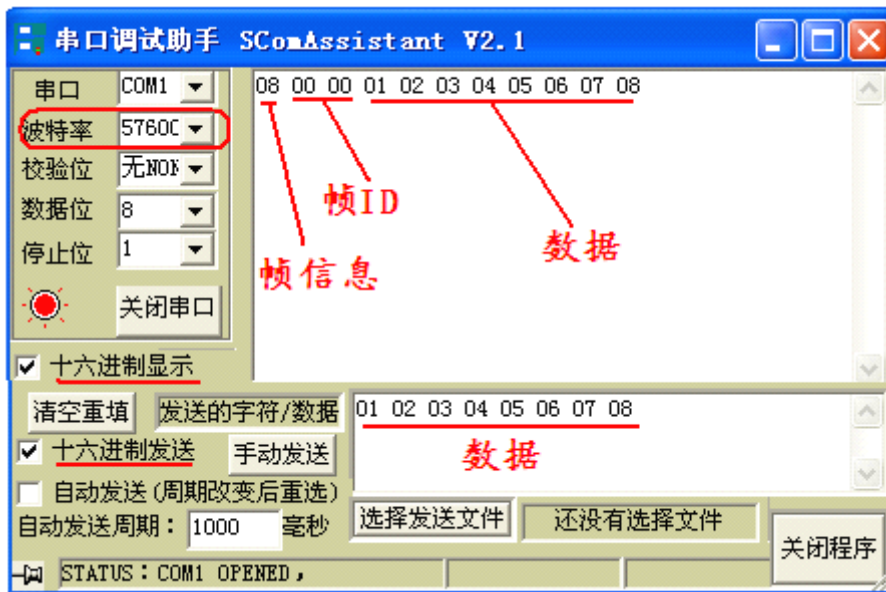 串口调试助手 SComAssistant V2.1
串口 COM1
波特率 57600
校验位 无NON
数据位 8
停止位 1
关闭串口
08 00 00 01 02 03 04 05 06 07 08
帧ID
帧信息
数据
十六进制显示
清空重填 发送的字符/数据
十六进制发送 手动发送
01 02 03 04 05 06 07 08
数据
自动发送(周期改变后重选)
自动发送周期: 1000 毫秒
选择发送文件 还没有选择文件
关闭程序
STATUS:COM1 OPENED,